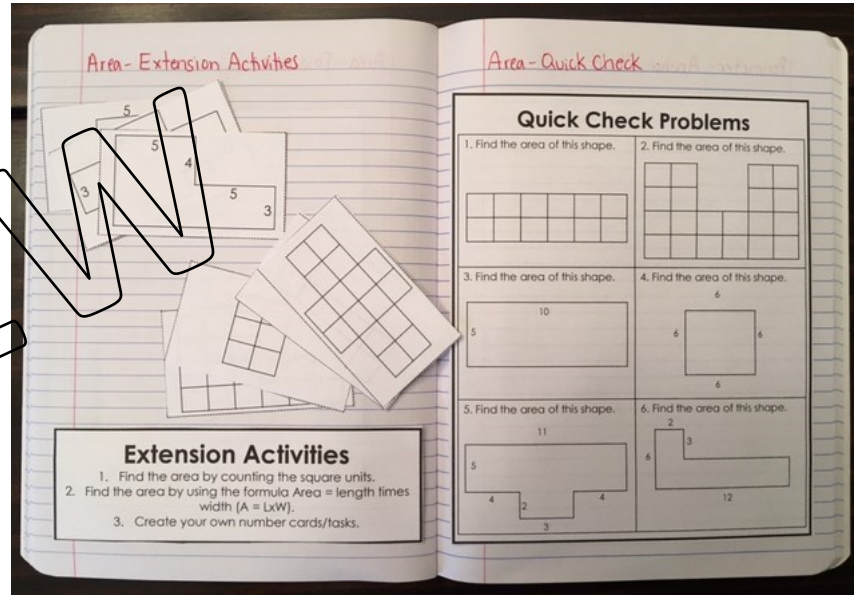 Area- Extension Activities
5
5
4
5
3
3
Extension Activities
1. Find the area by counting the square units.
2. Find the area by using the formula Area = length times
width (A = LxW).
3. Create your own number cards/tasks.
Area- Quick Check
Quick Check Problems
1. Find the area of this shape.
2. Find the area of this shape.
3. Find the area of this shape.
10
5
4. Find the area of this shape.
6
6
6
6
5. Find the area of this shape.
11
5
4
4
2
3
6. Find the area of this shape.
2
3
6
12
W